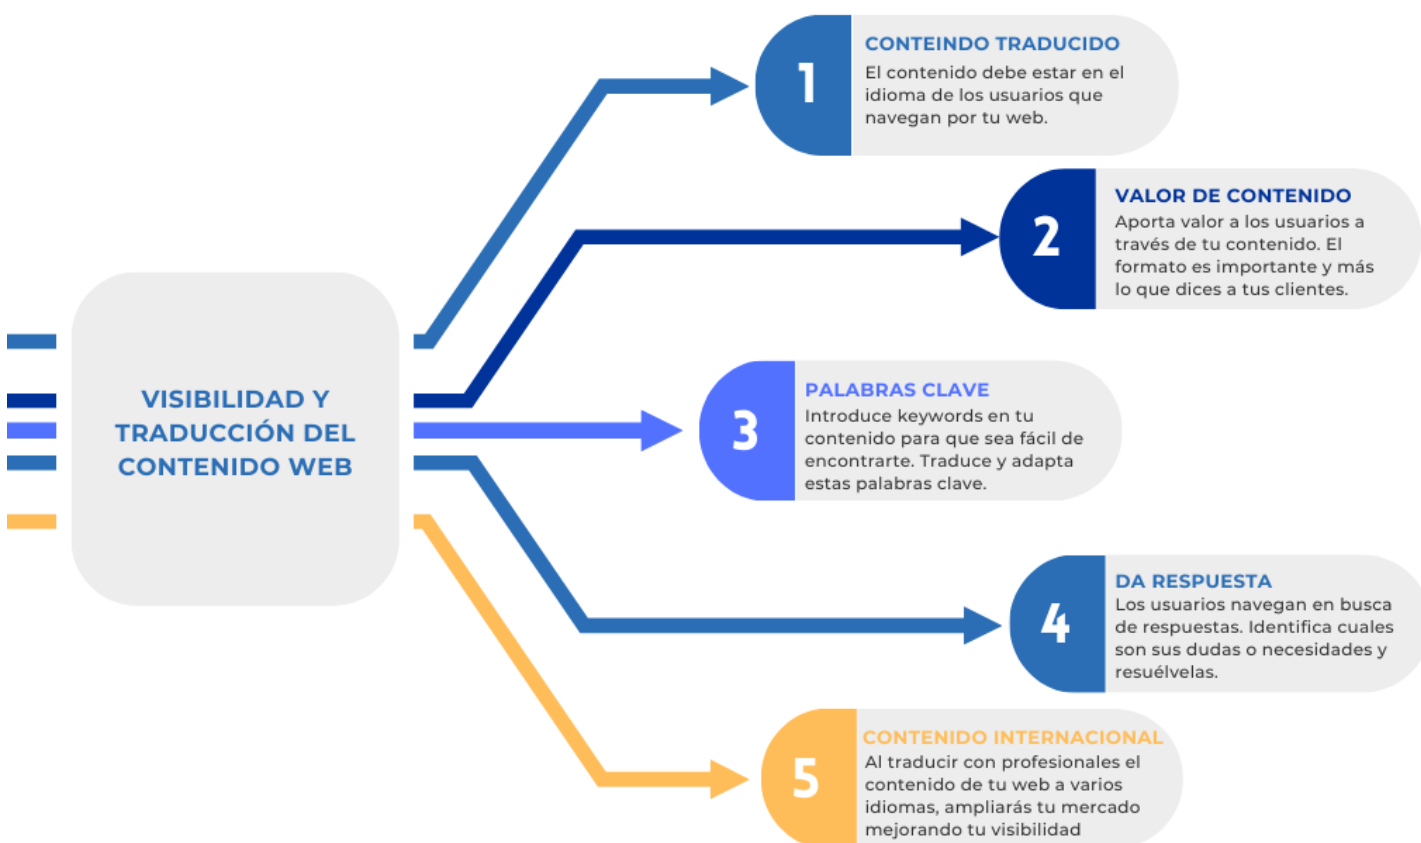 VISIBILIDAD Y
TRADUCCIÓN DEL
CONTENIDO WEB
1
CONTEINDO TRADUCIDO
El contenido debe estar en el
idioma de los usuarios que
navegan por tu web.
2
VALOR DE CONTENIDO
Aporta valor a los usuarios a
través de tu contenido. El
formato es importante y más
lo que dices a tus clientes.
3
PALABRAS CLAVE
Introduce keywords en tu
contenido para que sea fácil de
encontrarte. Traduce y adapta
estas palabras clave.
4
DA RESPUESTA
Los usuarios navegan en busca
de respuestas. Identifica cuales
son sus dudas o necesidades y
resuélvelas.
5
CONTENIDO INTERNACIONAL
Al traducir con profesionales el
contenido de tu web a varios
idiomas, ampliarás tu mercado
mejorando tu visibilidad